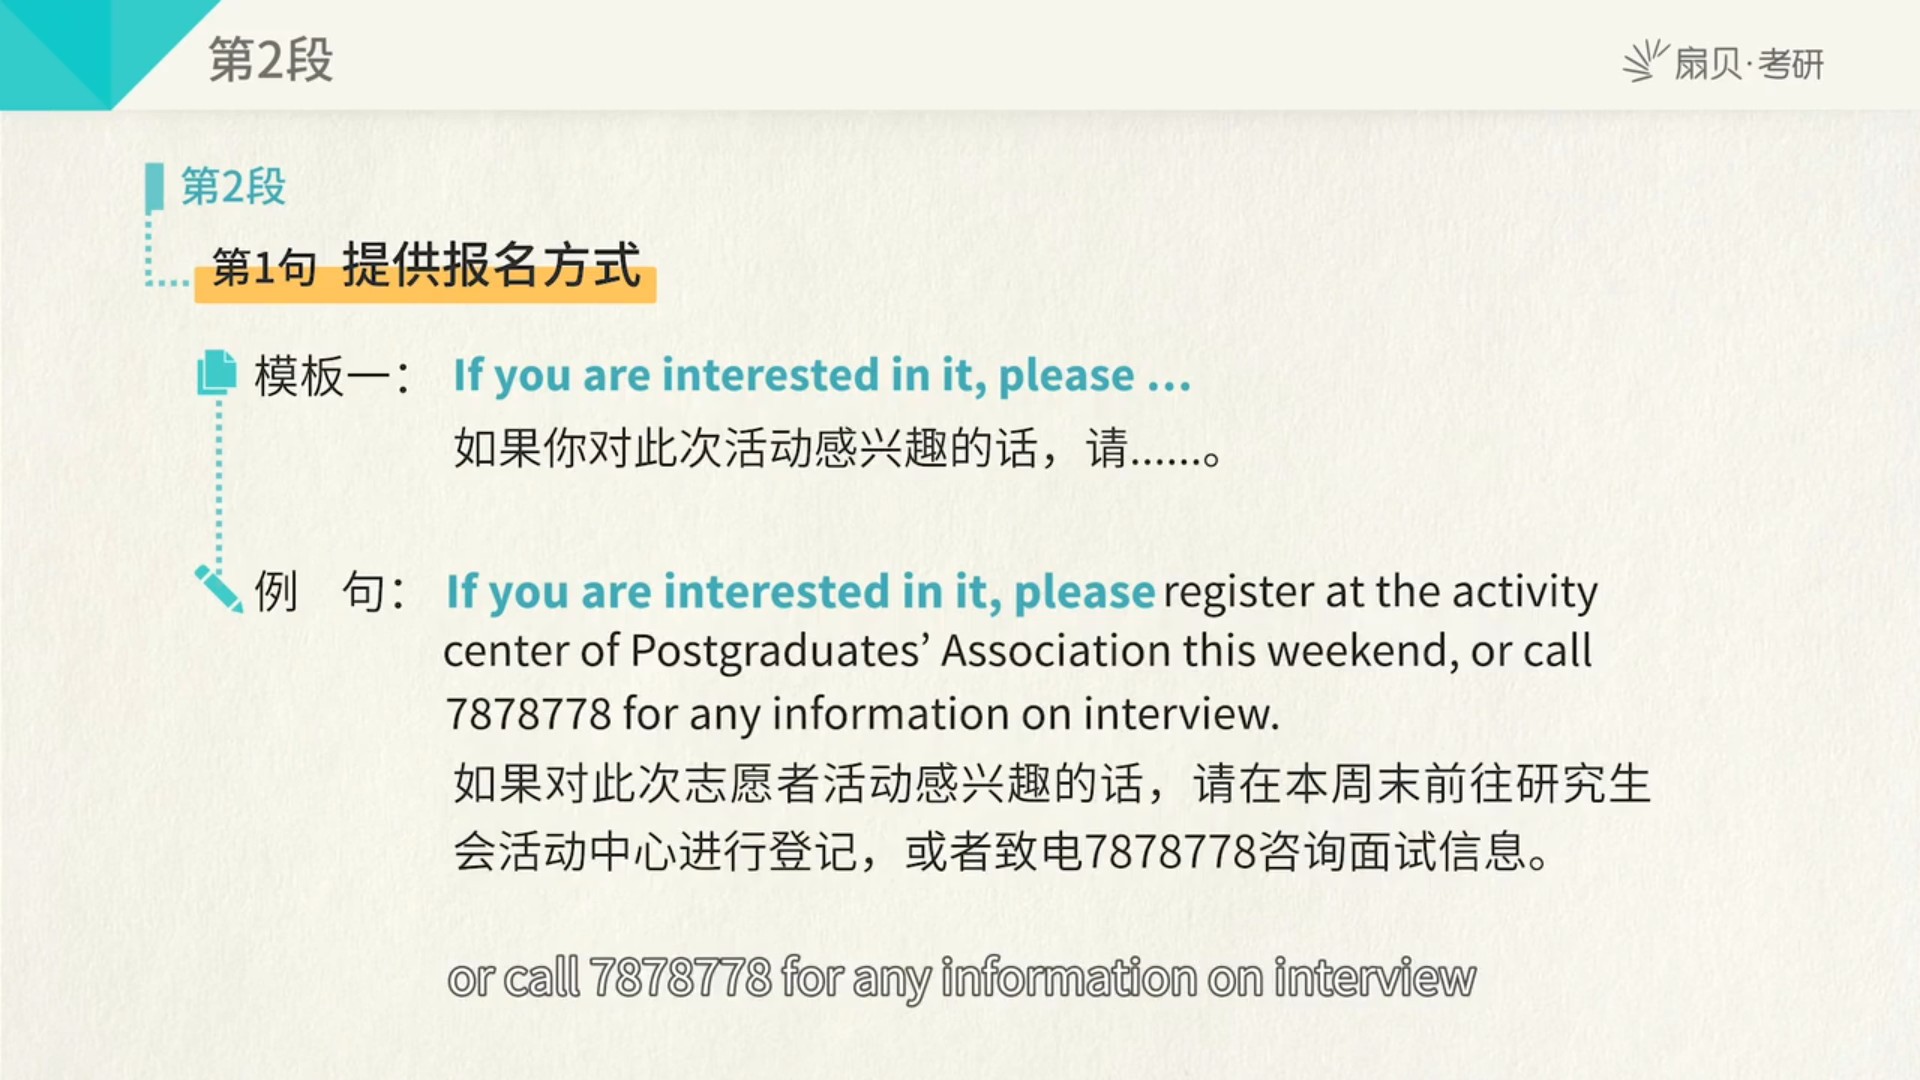 第2段
扇贝·考研
第2段
第1句 提供报名方式
模板一： If you are interested in it, please ...
如果你对此次活动感兴趣的话，请......。
例 句： If you are interested in it, please register at the activity
center of Postgraduates’ Association this weekend, or call
7878778 for any information on interview.
如果对此次志愿者活动感兴趣的话，请在本周末前往研究生
会活动中心进行登记，或者致电7878778咨询面试信息。
or call 7878778 for any information on interview